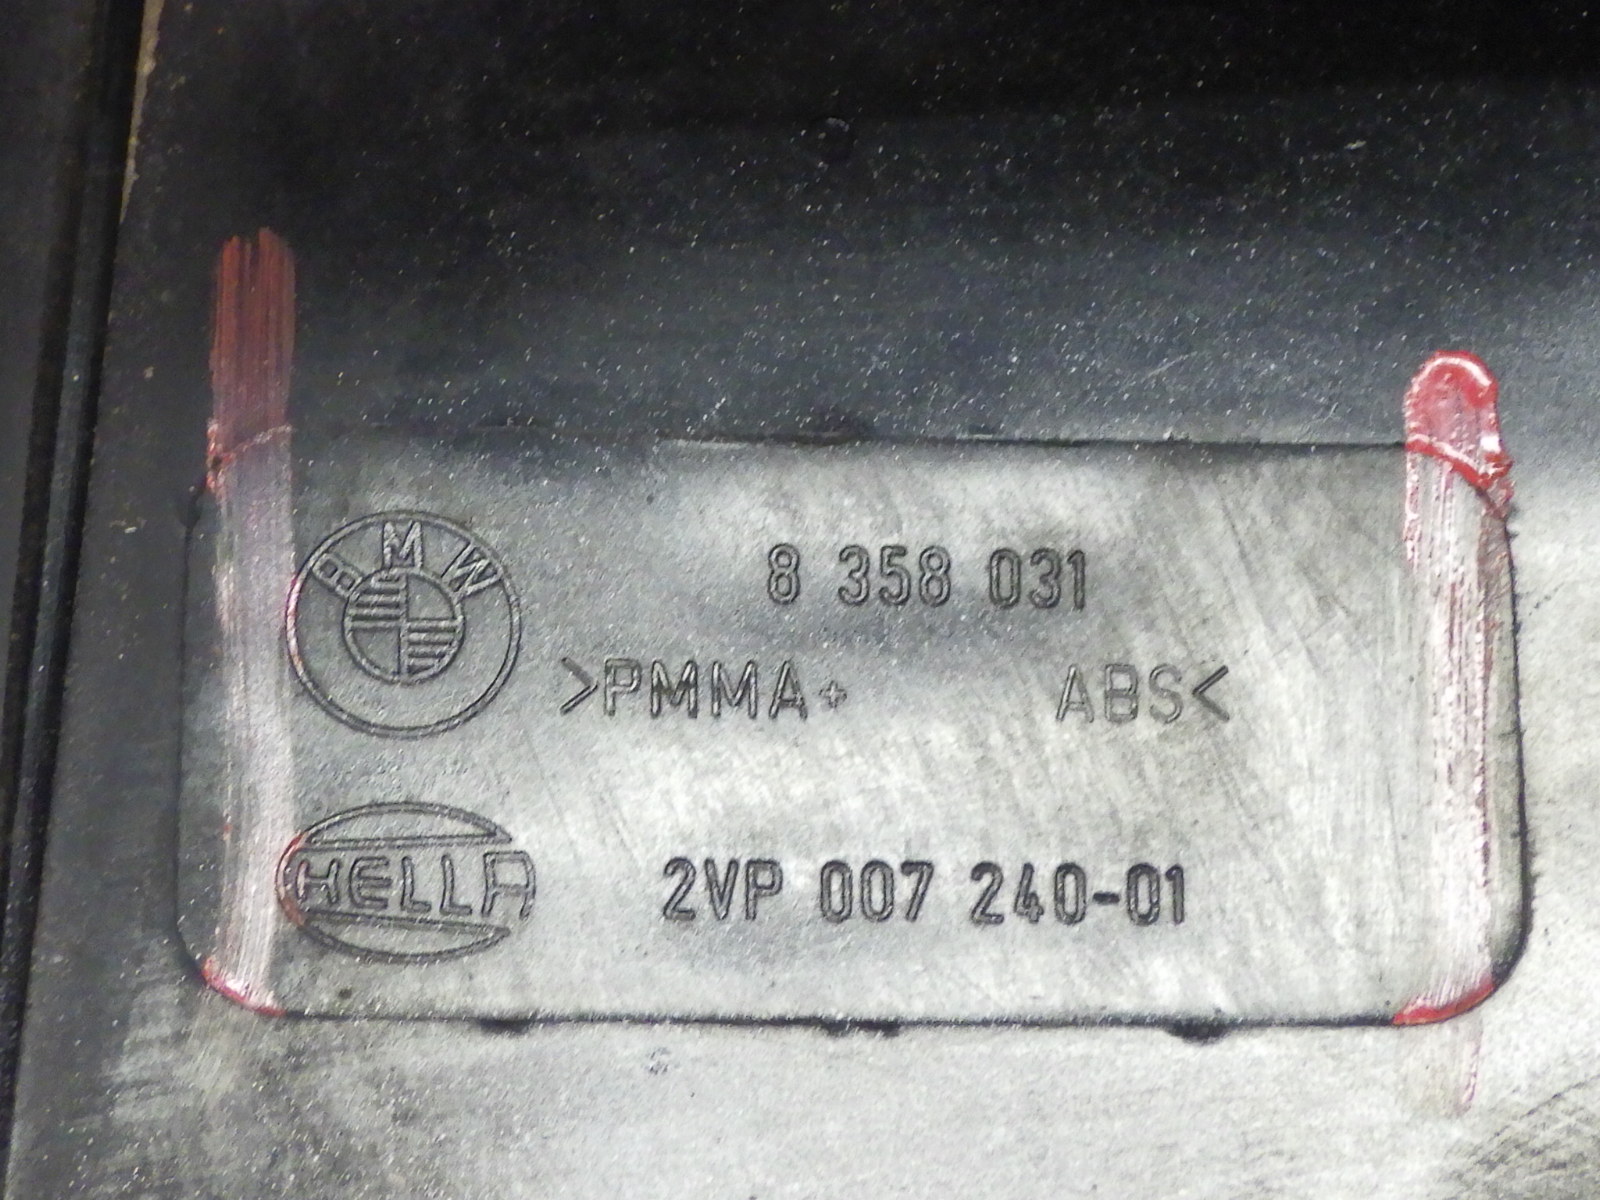 BMW
8 358 031
>PMMA+ ABS<
HELLA
2VP 007 240-01